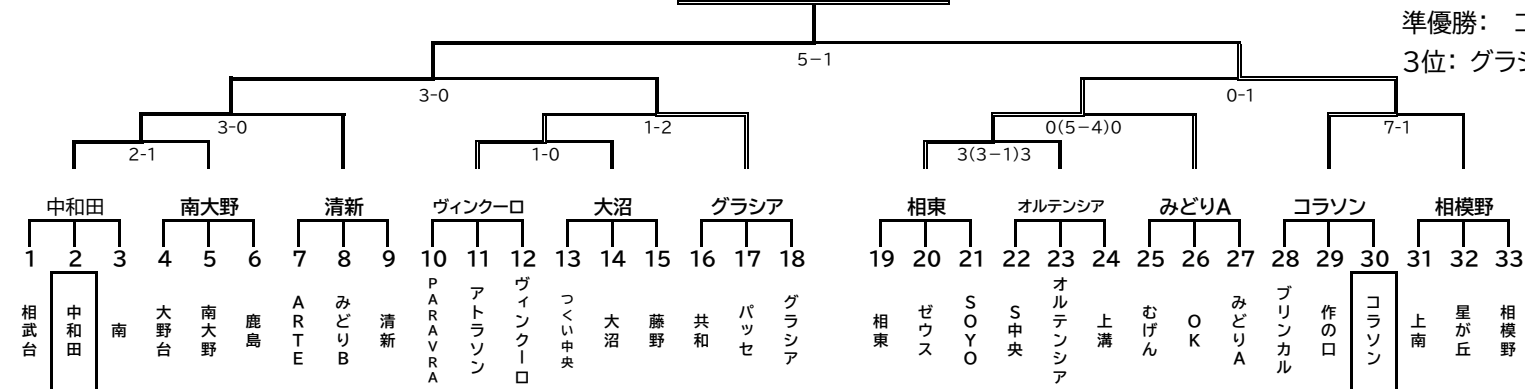 準優勝:
3位: グラ
5−1
3-0
0-1
3-0
1-2
0(5−4)0
7-1
2-1
1-0
3(3−1)3
中和田
南大野
清新
ヴィンクーロ
大沼
グラシア
相東
オルテンシア
みどりA
コラソン
相模野
1 2 3 4 5 6 7 8 9 10 11 12 13 14 15 16 17 18 19 20 21 22 23 24 25 26 27 28 29 30 31 32 33
相武台
中和田
南
大野台
南大野
鹿島
ARTE
みどりB
清新
PARAVRA
アトラソン
ヴィンクーロ
つくい中央
大沼
藤野
共和
パッセ
グラシア
相東
ゼウス
SOYO
S中央
オルテンシア
上溝
むげん
OK
みどりA
ブリンカル
作の口
コラソン
上南
星が丘
相模野